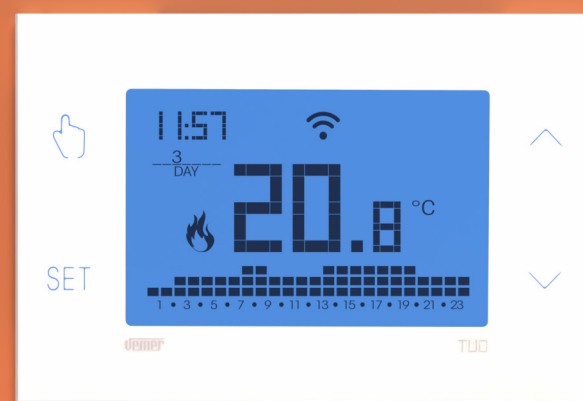 11:57
3
DAY
20.8 °C
SET
1 • 3 • 5 • 7 • 9 • 11 • 13 • 15 • 17 • 19 • 21 • 23
Vemer